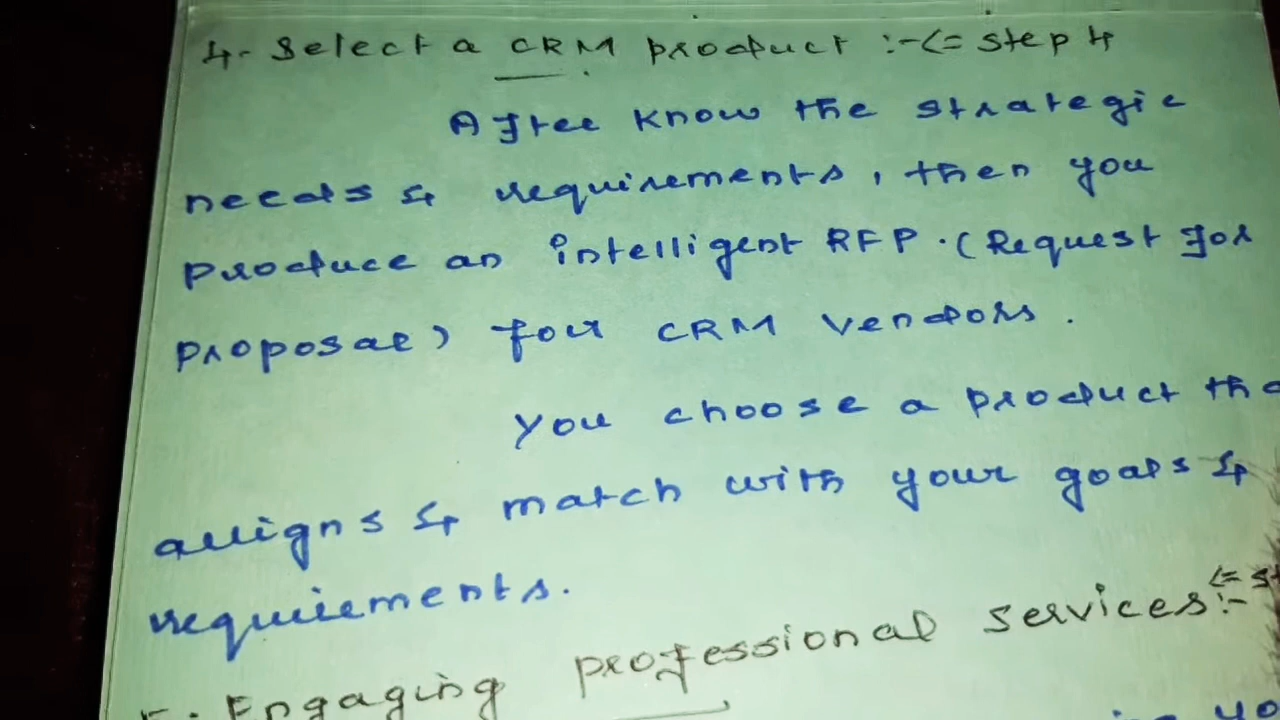 4. Select a CRM product :- <= step 4
After know the strategic
needs & requirements, then you
produce an intelligent RFP. (Request for
proposal) for CRM vendors.
You choose a product
alligns & match with your goals &
requirements.
5. Engaging professional services :- <=